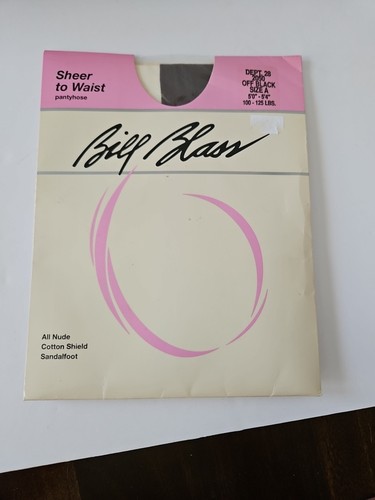 Sheer
to Waist
pantyhose
DEPT. 28
2050
OFF BLACK
SIZE A
5'0" - 5'4"
100 - 125 LBS.
Bill Blass
All Nude
Cotton Shield
Sandalfoot